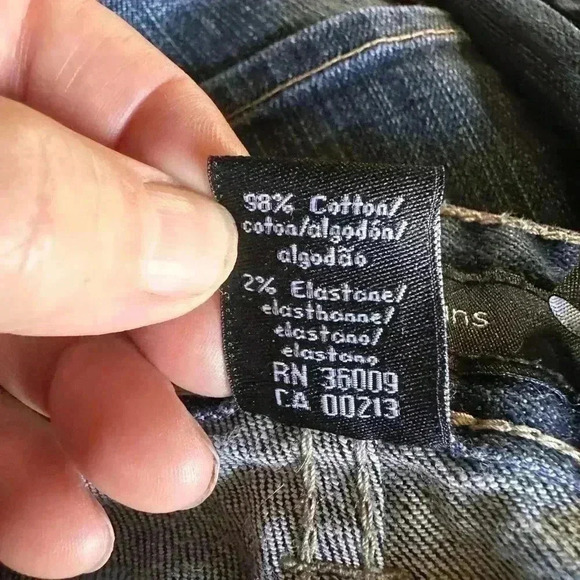 98% Cotton/
coton/algodón/
algodão
2% Elastane/
elasthanne/
elastano/
elastano
RN 36009
CA 00213